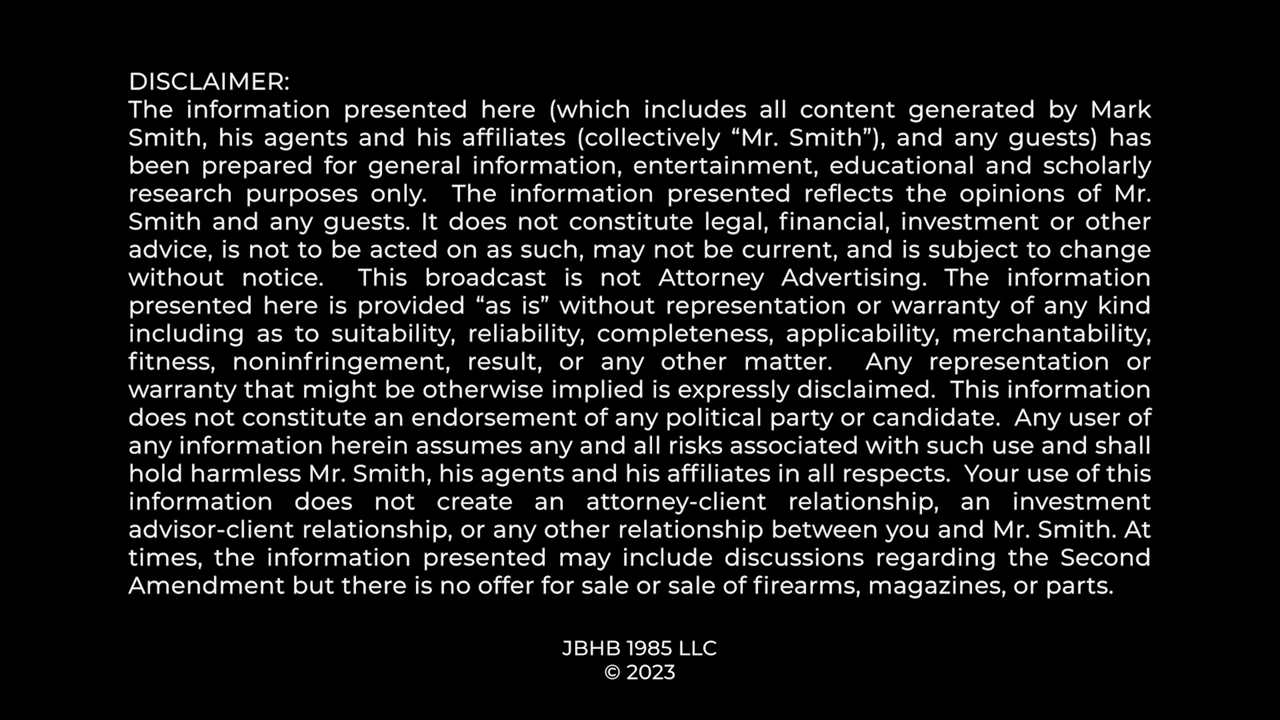 DISCLAIMER:
The information presented here (which includes all content generated by Mark
Smith, his agents and his affiliates (collectively “Mr. Smith”), and any guests) has
been prepared for general information, entertainment, educational and scholarly
research purposes only.  The information presented reflects the opinions of Mr.
Smith and any guests. It does not constitute legal, financial, investment or other
advice, is not to be acted on as such, may not be current, and is subject to change
without notice.  This broadcast is not Attorney Advertising. The information
presented here is provided “as is” without representation or warranty of any kind
including as to suitability, reliability, completeness, applicability, merchantability,
fitness, noninfringement, result, or any other matter.  Any representation or
warranty that might be otherwise implied is expressly disclaimed.  This information
does not constitute an endorsement of any political party or candidate.  Any user of
any information herein assumes any and all risks associated with such use and shall
hold harmless Mr. Smith, his agents and his affiliates in all respects.  Your use of this
information does not create an attorney-client relationship, an investment
advisor-client relationship, or any other relationship between you and Mr. Smith. At
times, the information presented may include discussions regarding the Second
Amendment but there is no offer for sale or sale of firearms, magazines, or parts.
JBHB 1985 LLC
© 2023